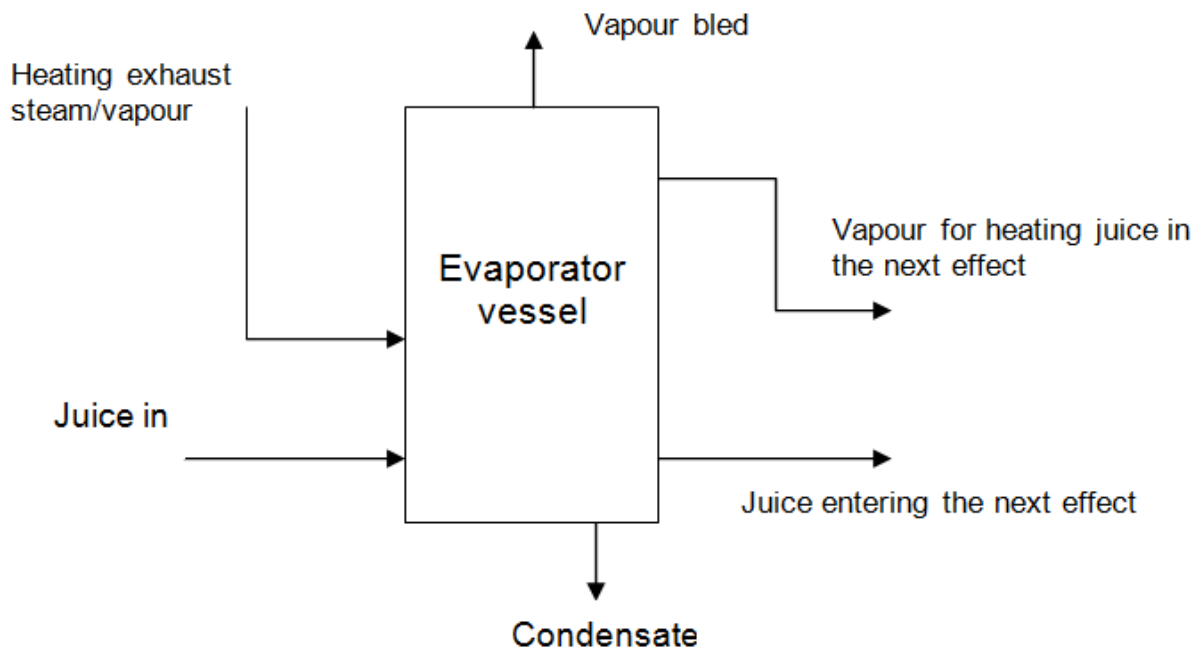 Vapour bled
Heating exhaust
steam/vapour
Vapour for heating juice in
the next effect
Evaporator
vessel
Juice in
Juice entering the next effect
Condensate